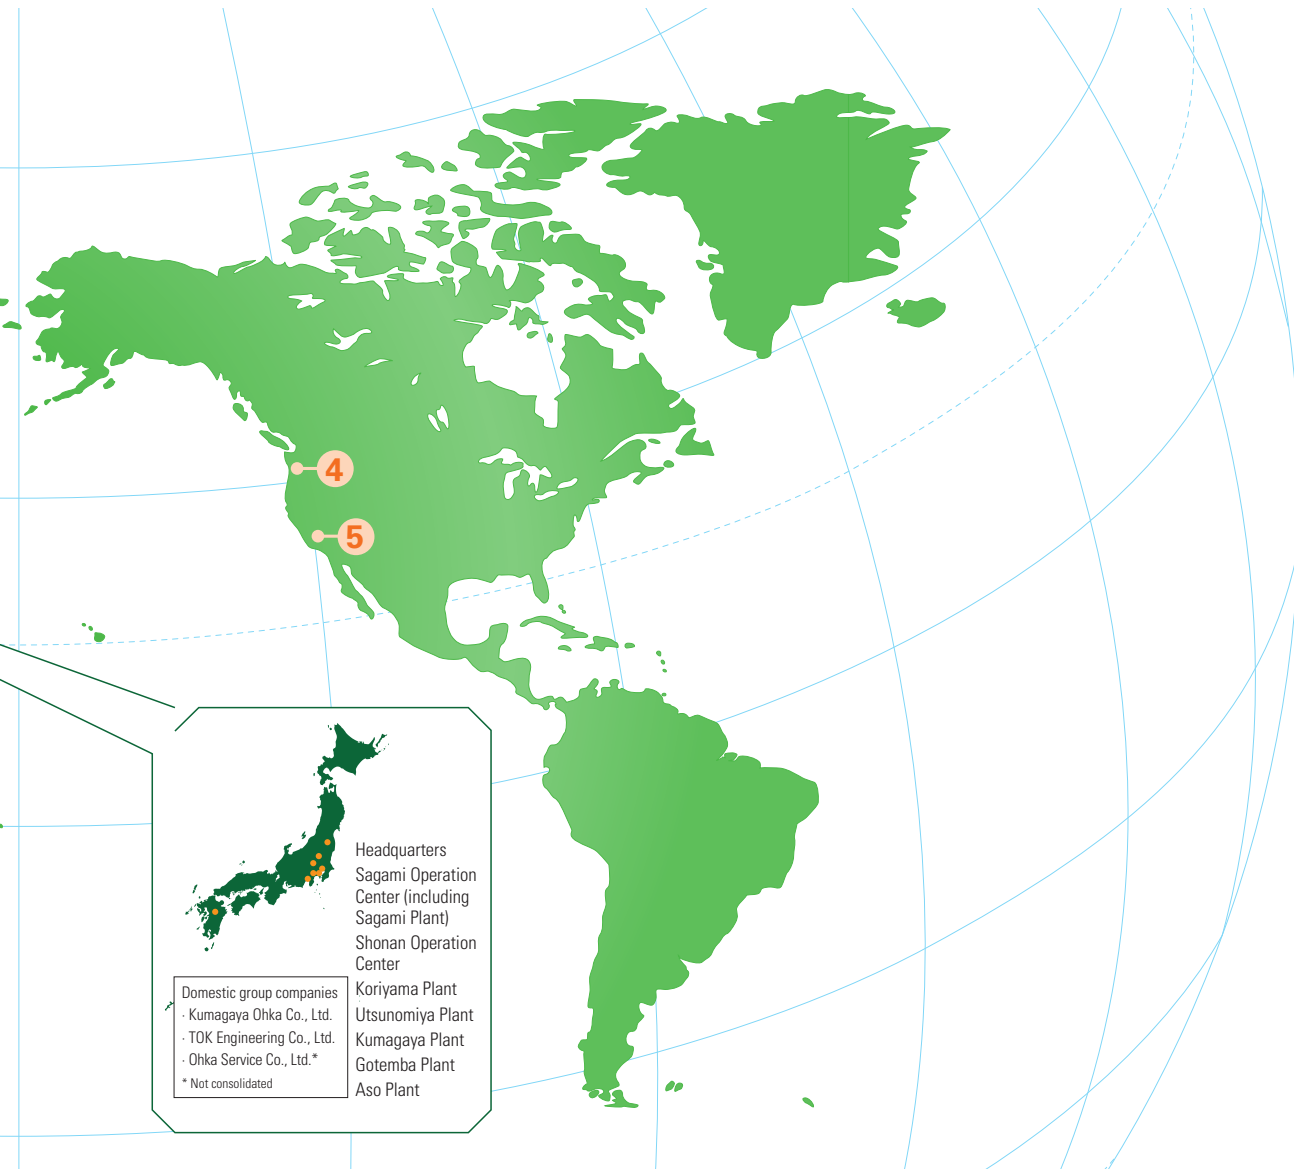 4
5
Headquarters
Sagami Operation
Center (including
Sagami Plant)
Shonan Operation
Center
Koriyama Plant
Utsunomiya Plant
Kumagaya Plant
Gotemba Plant
Aso Plant
Domestic group companies
· Kumagaya Ohka Co., Ltd.
· TOK Engineering Co., Ltd.
· Ohka Service Co., Ltd.*
* Not consolidated